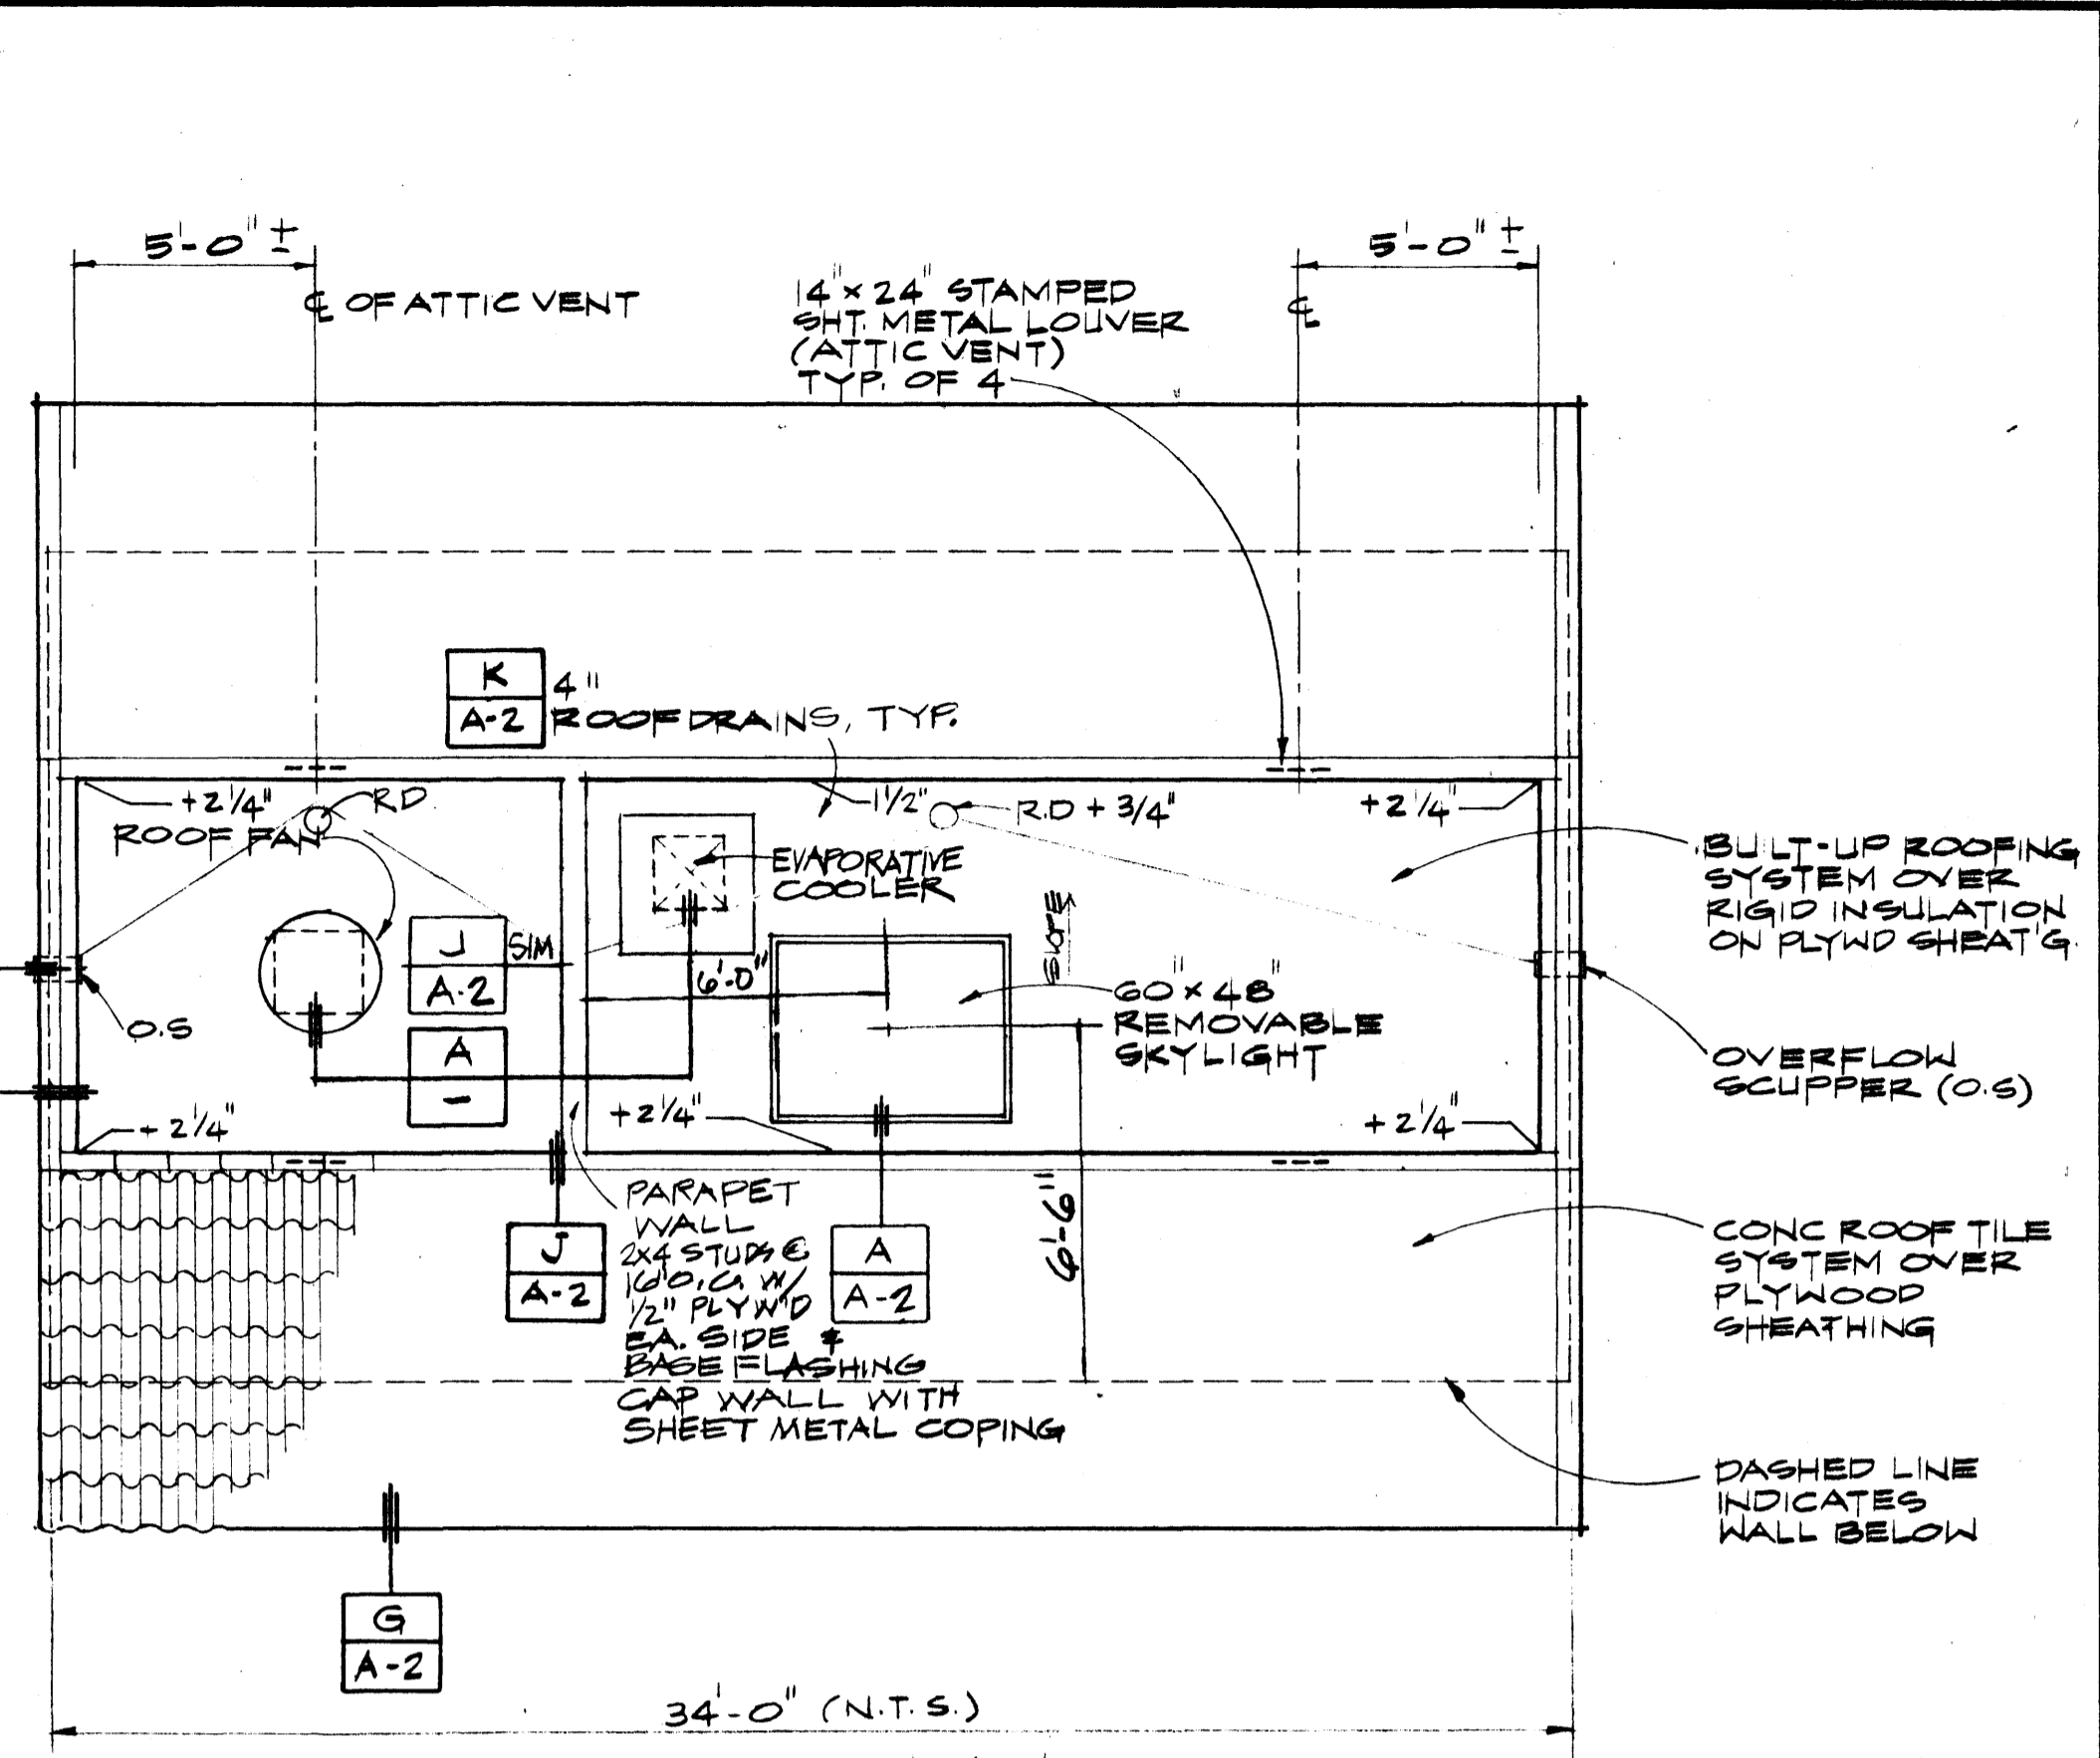 5'-0" ±
5'-0" ±
℄ OF ATTIC VENT
14" x 24" STAMPED
SHT. METAL LOUVER
(ATTIC VENT)
TYP. OF 4
℄
K
A-2
4"
ROOF DRAINS, TYP.
+2 1/4"
RD
ROOF FAN
1 1/2"
R.D + 3/4"
+2 1/4"
EVAPORATIVE
COOLER
BUILT-UP ROOFING
SYSTEM OVER
RIGID INSULATION
ON PLYWD SHEAT'G.
SLOPE
J
A-2
SIM
6'-0"
60" x 48"
REMOVABLE
SKYLIGHT
O.S
A
-
OVERFLOW
SCUPPER (O.S)
+2 1/4"
+2 1/4"
+2 1/4"
PARAPET
WALL
2X4 STUDS @
16" O.C. W/
1/2" PLYW'D
EA. SIDE &
BASE FLASHING
CAP WALL WITH
SHEET METAL COPING
J
A-2
A
A-2
6'-6"
CONC ROOF TILE
SYSTEM OVER
PLYWOOD
SHEATHING
DASHED LINE
INDICATES
WALL BELOW
G
A-2
34'-0" (N.T.S.)